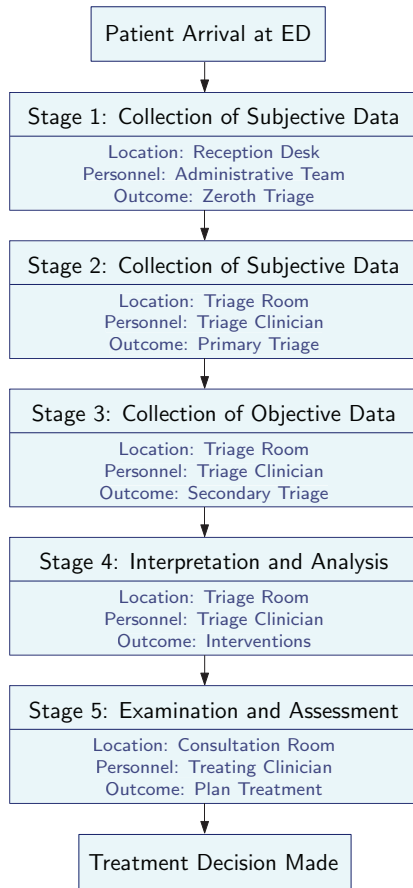 Patient Arrival at ED
Stage 1: Collection of Subjective Data
Location: Reception Desk
Personnel: Administrative Team
Outcome: Zeroth Triage
Stage 2: Collection of Subjective Data
Location: Triage Room
Personnel: Triage Clinician
Outcome: Primary Triage
Stage 3: Collection of Objective Data
Location: Triage Room
Personnel: Triage Clinician
Outcome: Secondary Triage
Stage 4: Interpretation and Analysis
Location: Triage Room
Personnel: Triage Clinician
Outcome: Interventions
Stage 5: Examination and Assessment
Location: Consultation Room
Personnel: Treating Clinician
Outcome: Plan Treatment
Treatment Decision Made